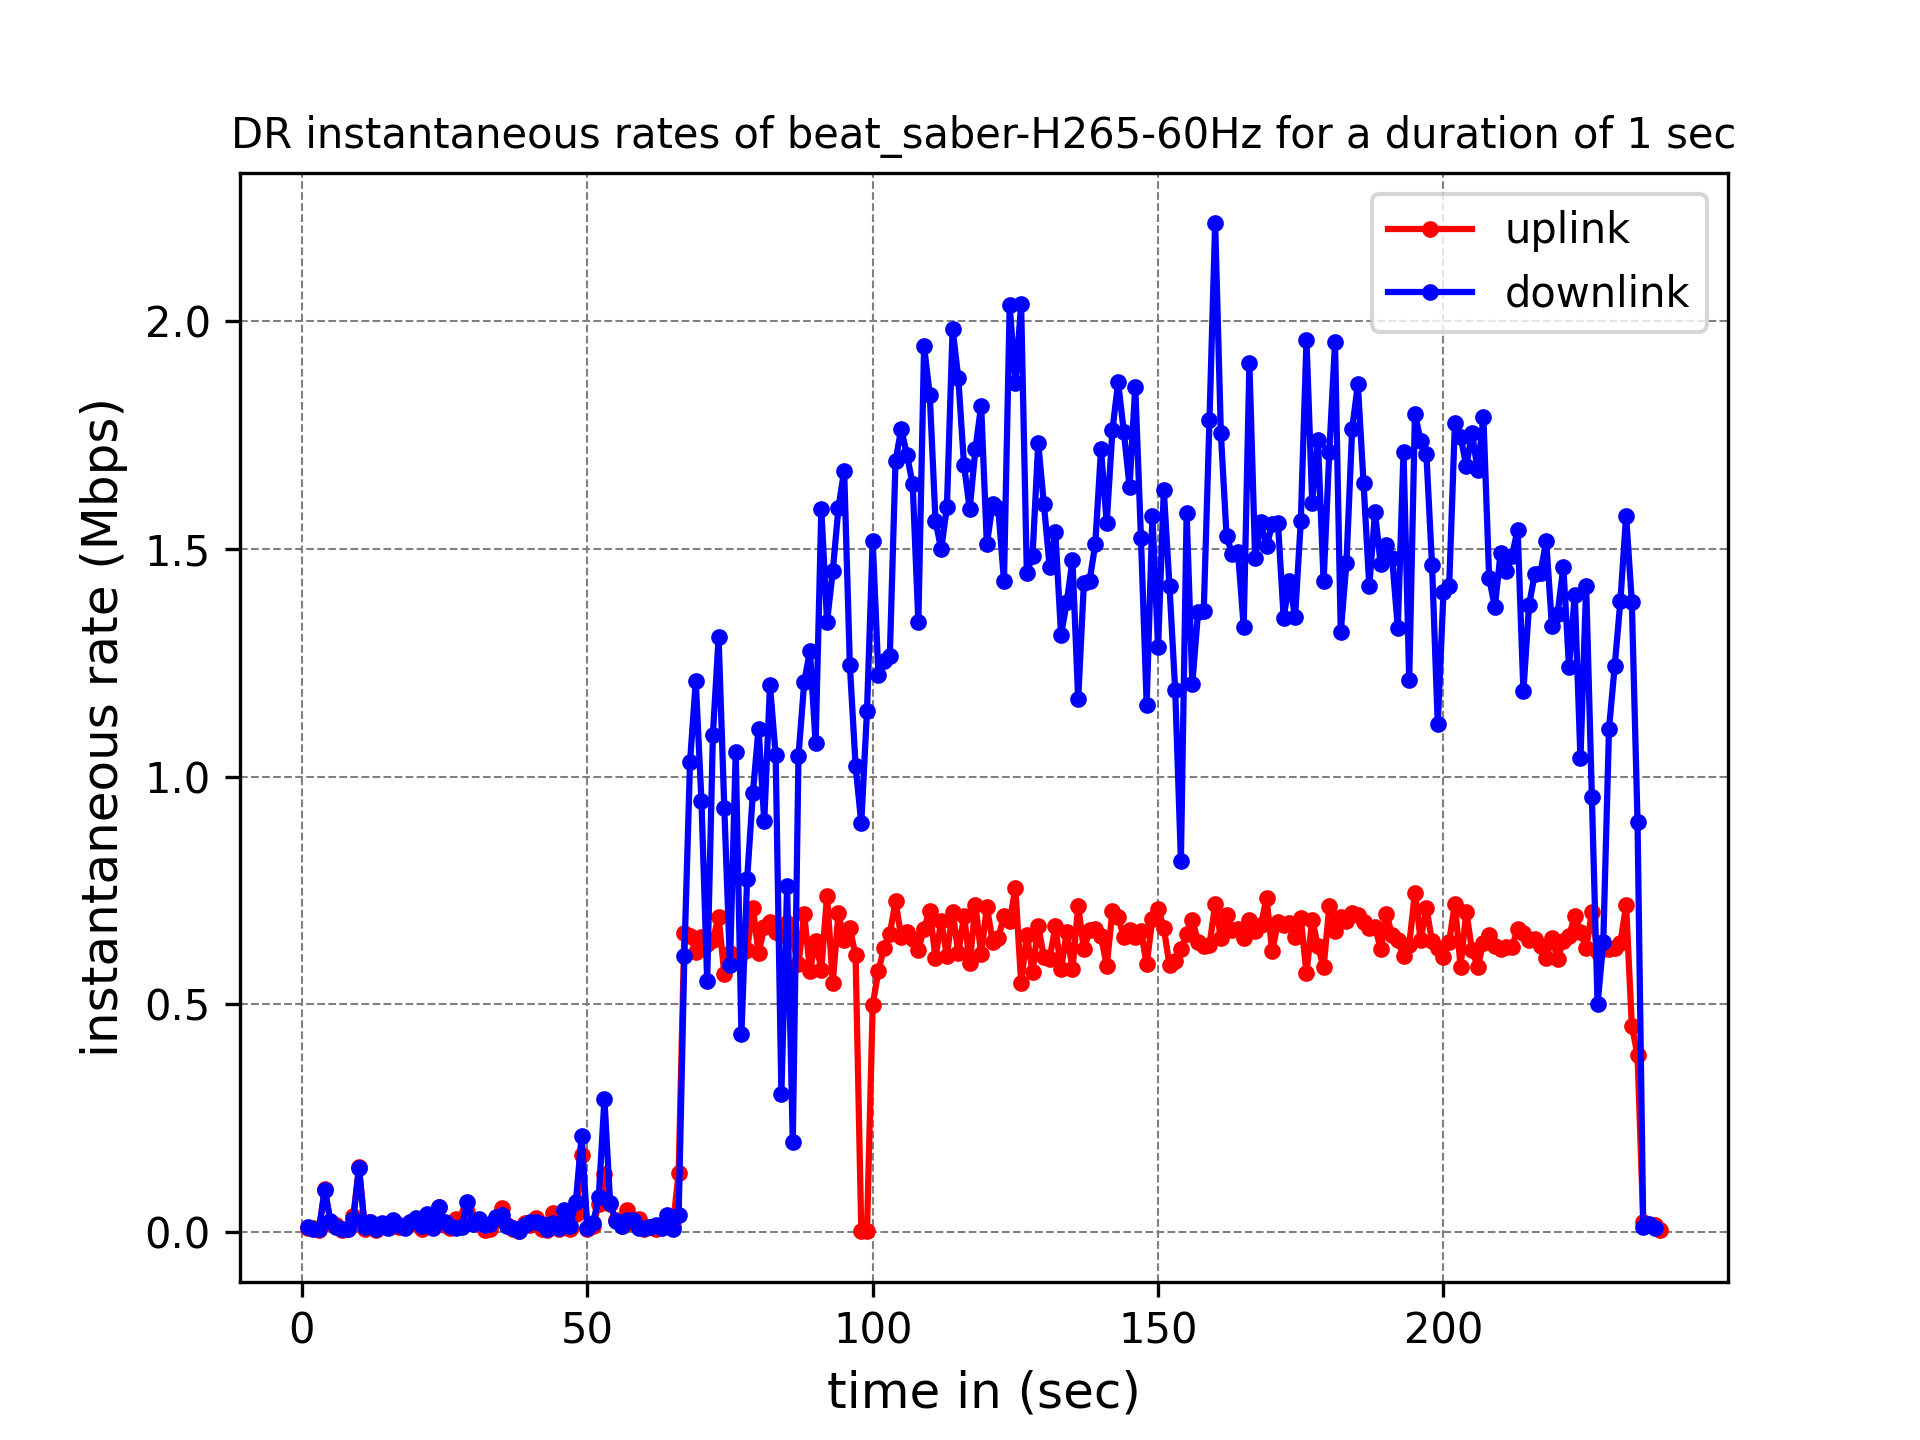 DR instantaneous rates of beat_saber-H265-60Hz for a duration of 1 sec
uplink
downlink
instantaneous rate (Mbps)
2.0
1.5
1.0
0.5
0.0
0 50 100 150 200
time in (sec)